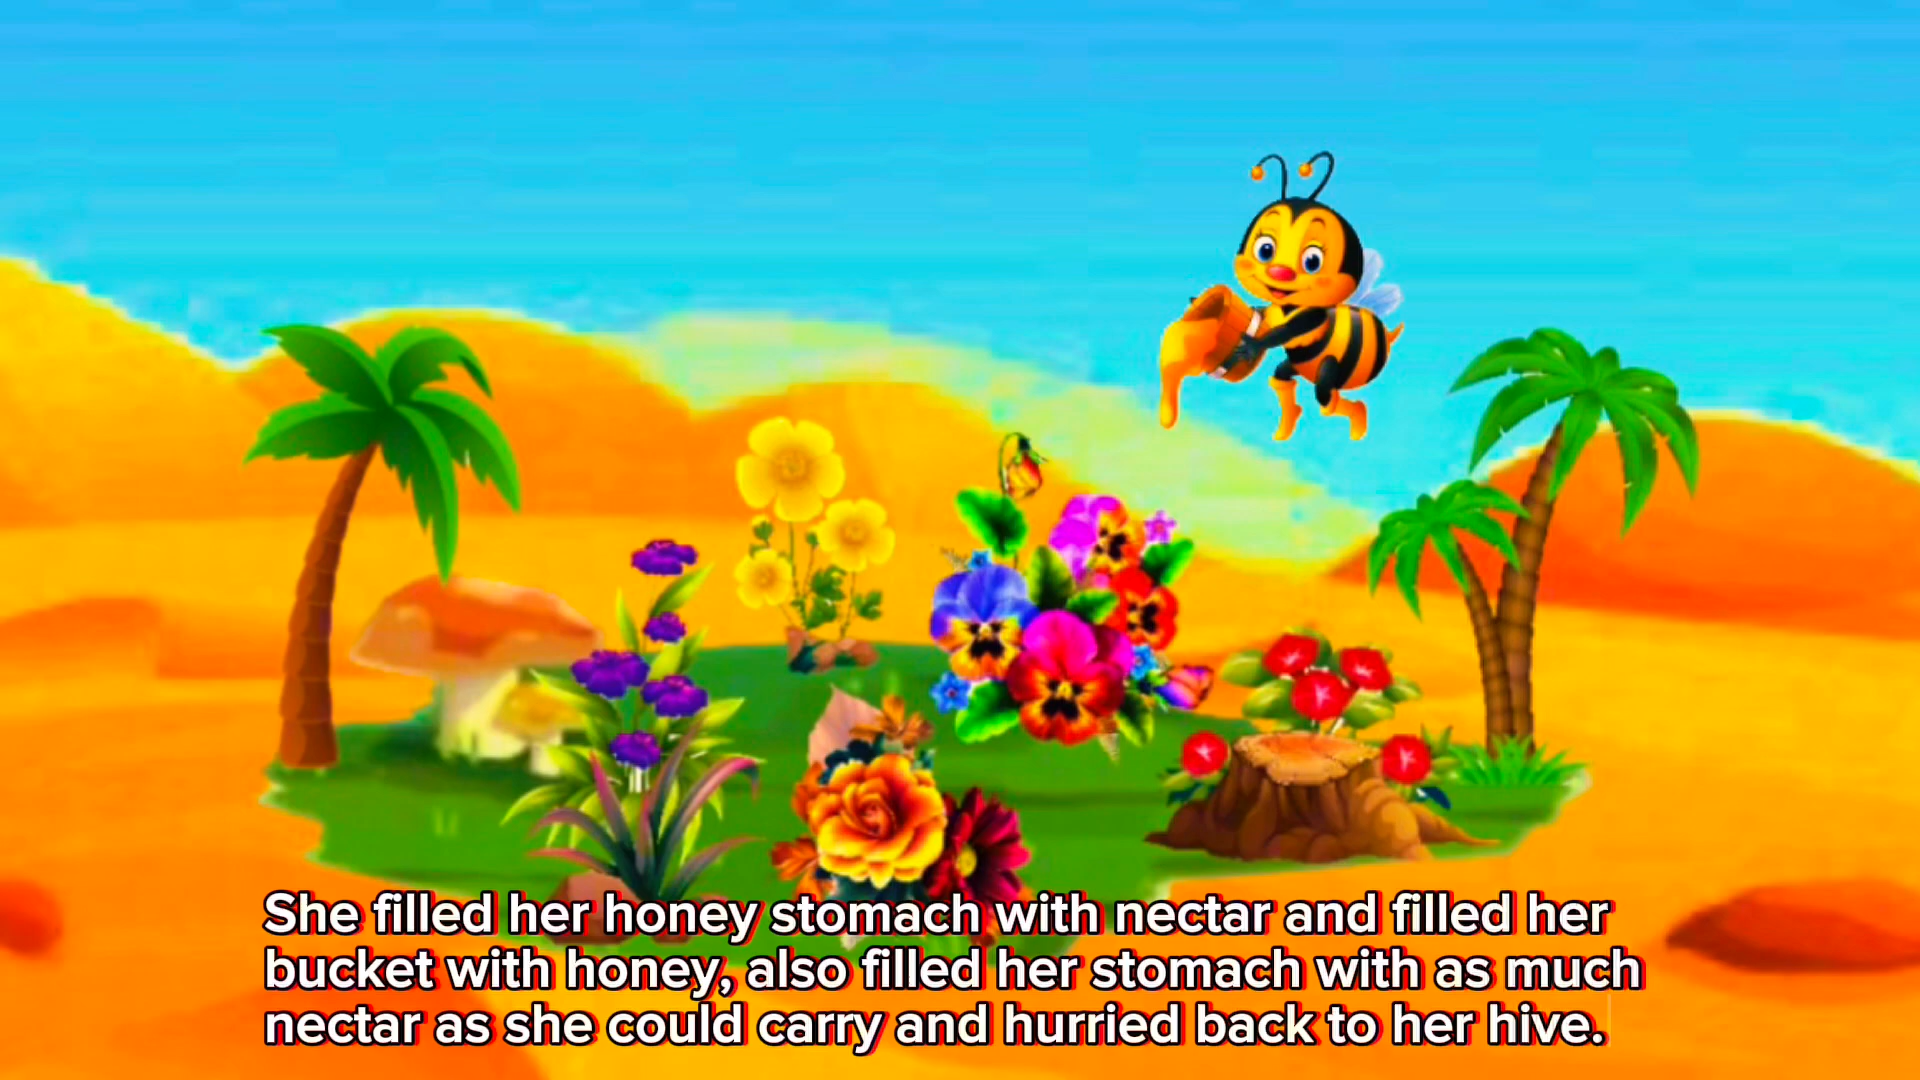 She filled her honey stomach with nectar and filled her
bucket with honey, also filled her stomach with as much
nectar as she could carry and hurried back to her hive.